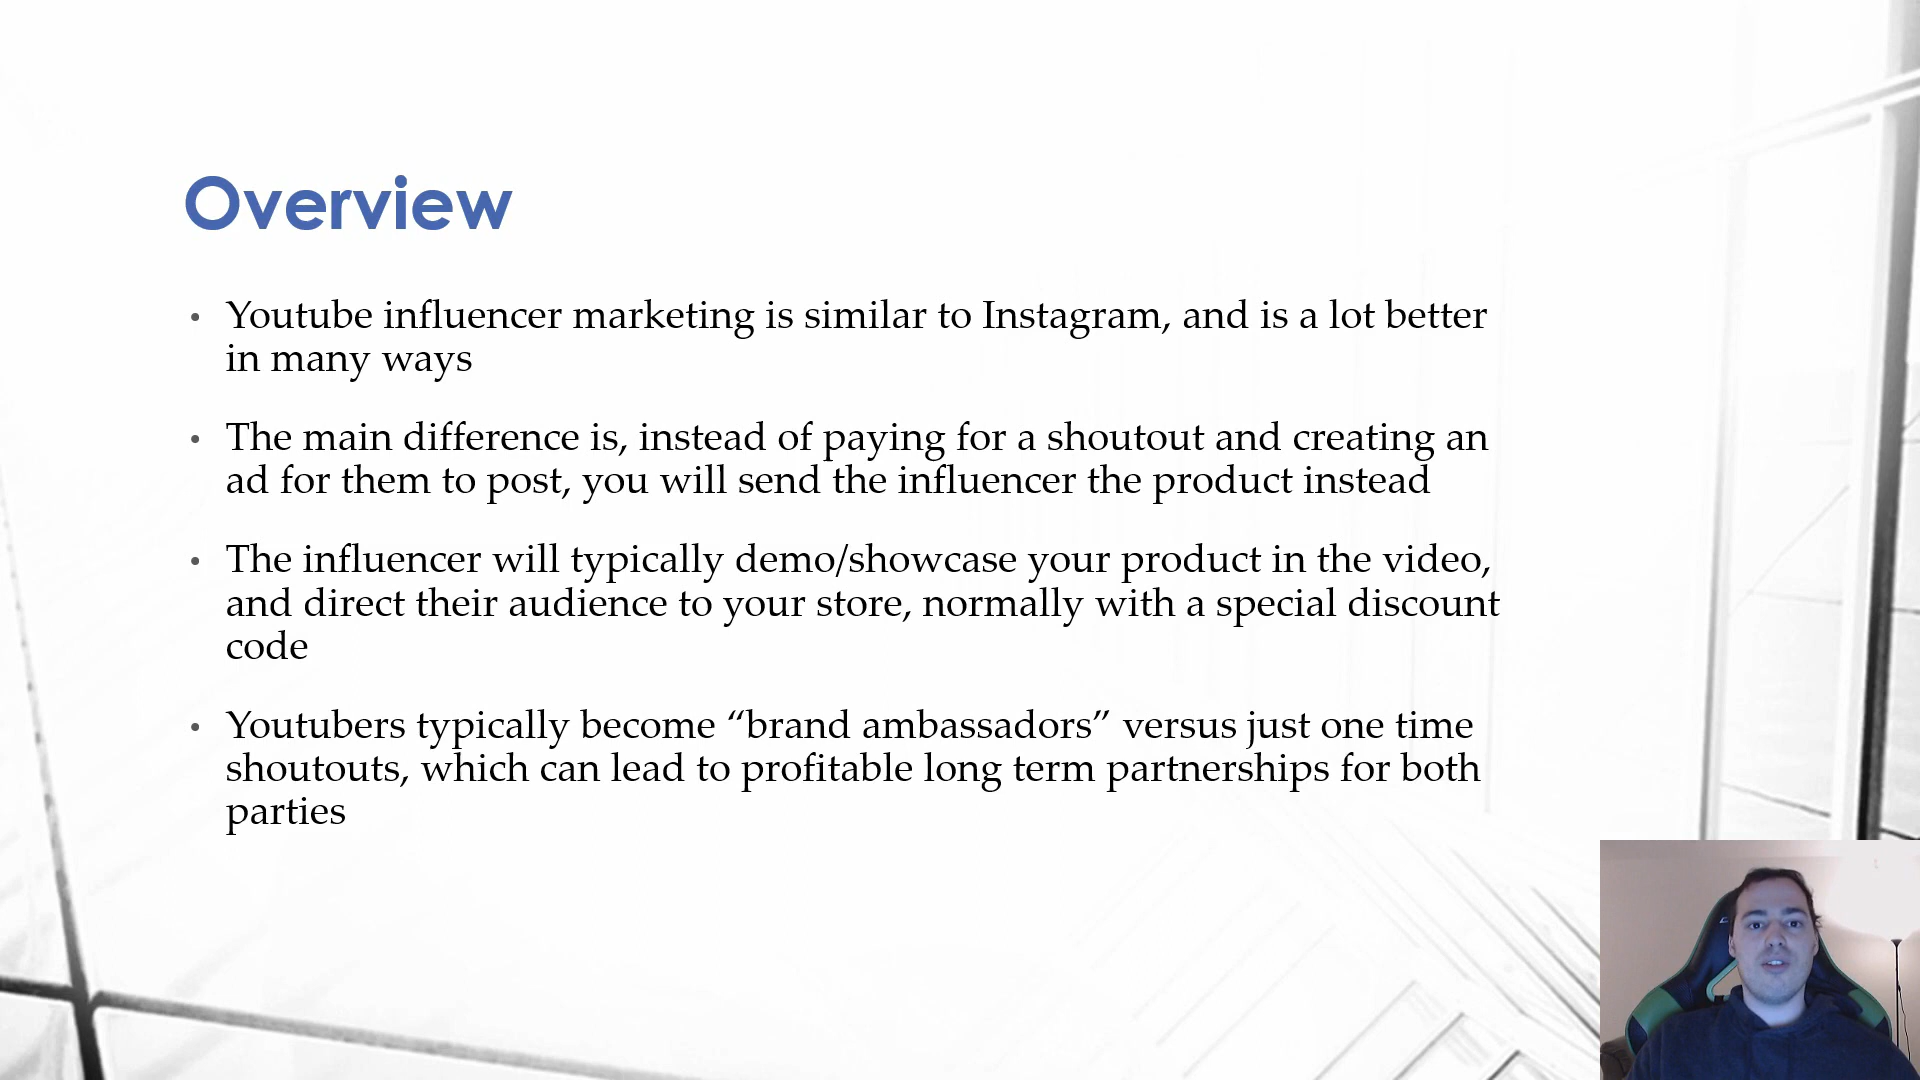 Overview
• Youtube influencer marketing is similar to Instagram, and is a lot better
in many ways
• The main difference is, instead of paying for a shoutout and creating an
ad for them to post, you will send the influencer the product instead
• The influencer will typically demo/showcase your product in the video,
and direct their audience to your store, normally with a special discount
code
• Youtubers typically become “brand ambassadors” versus just one time
shoutouts, which can lead to profitable long term partnerships for both
parties